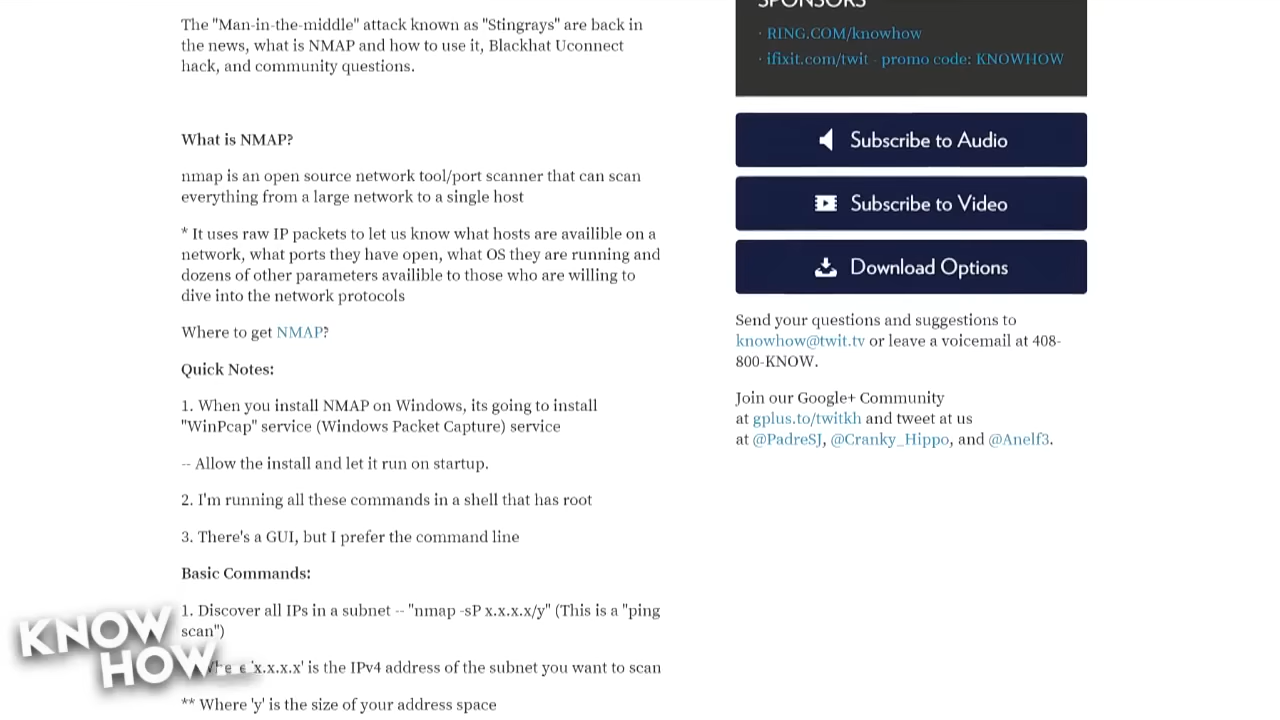 The "Man-in-the-middle" attack known as "Stingrays" are back in
the news, what is NMAP and how to use it, Blackhat Uconnect
hack, and community questions.
What is NMAP?
nmap is an open source network tool/port scanner that can scan
everything from a large network to a single host
* It uses raw IP packets to let us know what hosts are availible on a
network, what ports they have open, what OS they are running and
dozens of other parameters availible to those who are willing to
dive into the network protocols
Where to get NMAP?
Quick Notes:
1. When you install NMAP on Windows, its going to install
"WinPcap" service (Windows Packet Capture) service
-- Allow the install and let it run on startup.
2. I'm running all these commands in a shell that has root
3. There's a GUI, but I prefer the command line
Basic Commands:
1. Discover all IPs in a subnet -- "nmap -sP x.x.x.x/y" (This is a "ping
scan")
'x.x.x.x' is the IPv4 address of the subnet you want to scan
** Where 'y' is the size of your address space
KNOW
HOW
SPONSORS
· RING.COM/knowhow
· ifixit.com/twit - promo code: KNOWHOW
Subscribe to Audio
Subscribe to Video
Download Options
Send your questions and suggestions to
knowhow@twit.tv or leave a voicemail at 408-
800-KNOW.
Join our Google+ Community
at gplus.to/twitkh and tweet at us
at @PadreSJ, @Cranky_Hippo, and @Anelf3.